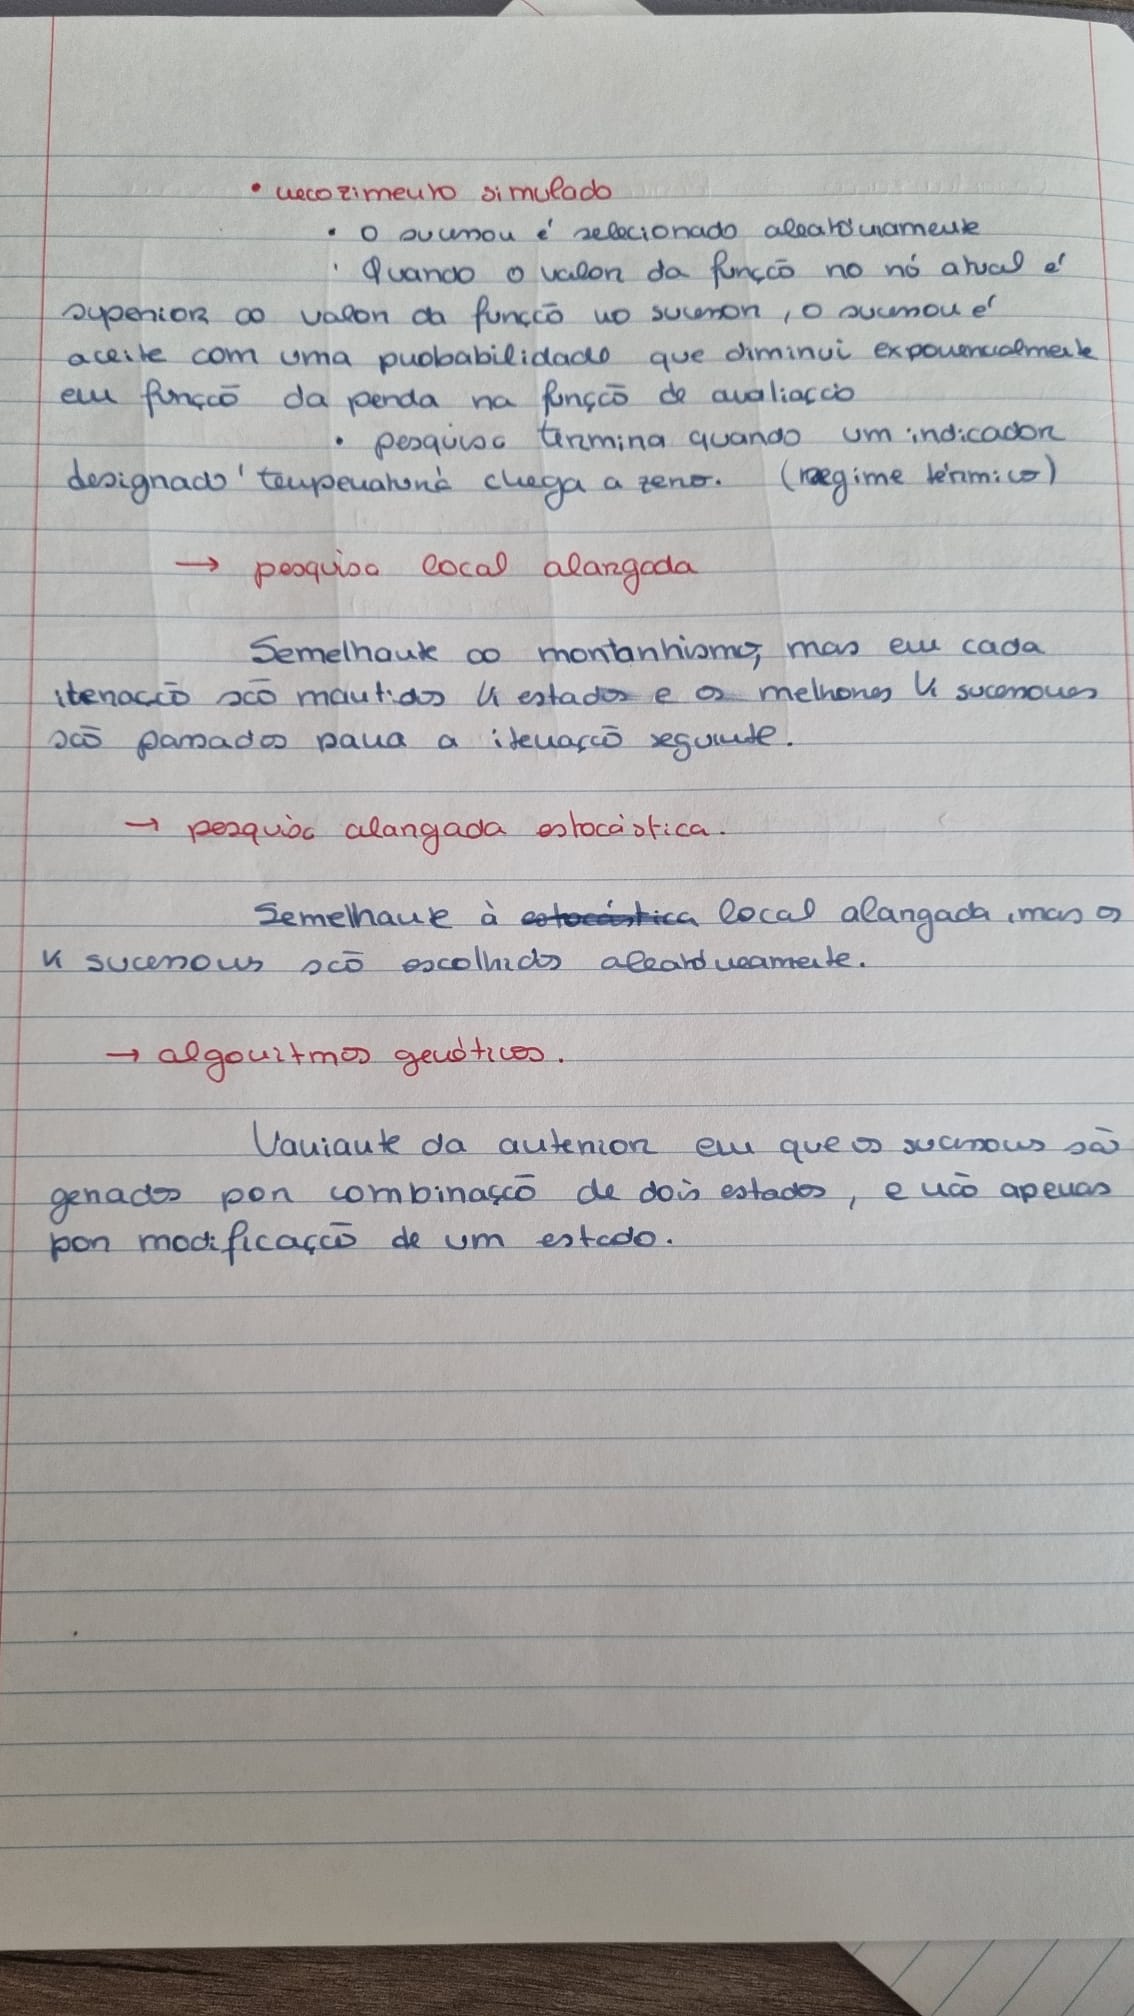 • recozimento simulado
• O sucessor é selecionado aleatoriamente
• Quando o valor da função no nó atual é
superior ao valor da função no sucessor, o sucessor é
aceite com uma probabilidade que diminui exponencialmente
em função da perda na função de avaliação
• pesquisa termina quando um indicador
designado 'temperatura' chega a zero. (regime térmico)
→ pesquisa local alargada
Semelhante ao montanhismo, mas em cada
iteração são mantidos k estados e os melhores k sucessores
são passados para a iteração seguinte.
→ pesquisa alargada estocástica.
Semelhante à estocástica local alargada, mas os
k sucessores são escolhidos aleatoriamente.
→ algoritmos genéticos.
Variante da anterior em que os sucessores são
gerados por combinação de dois estados, e não apenas
por modificação de um estado.